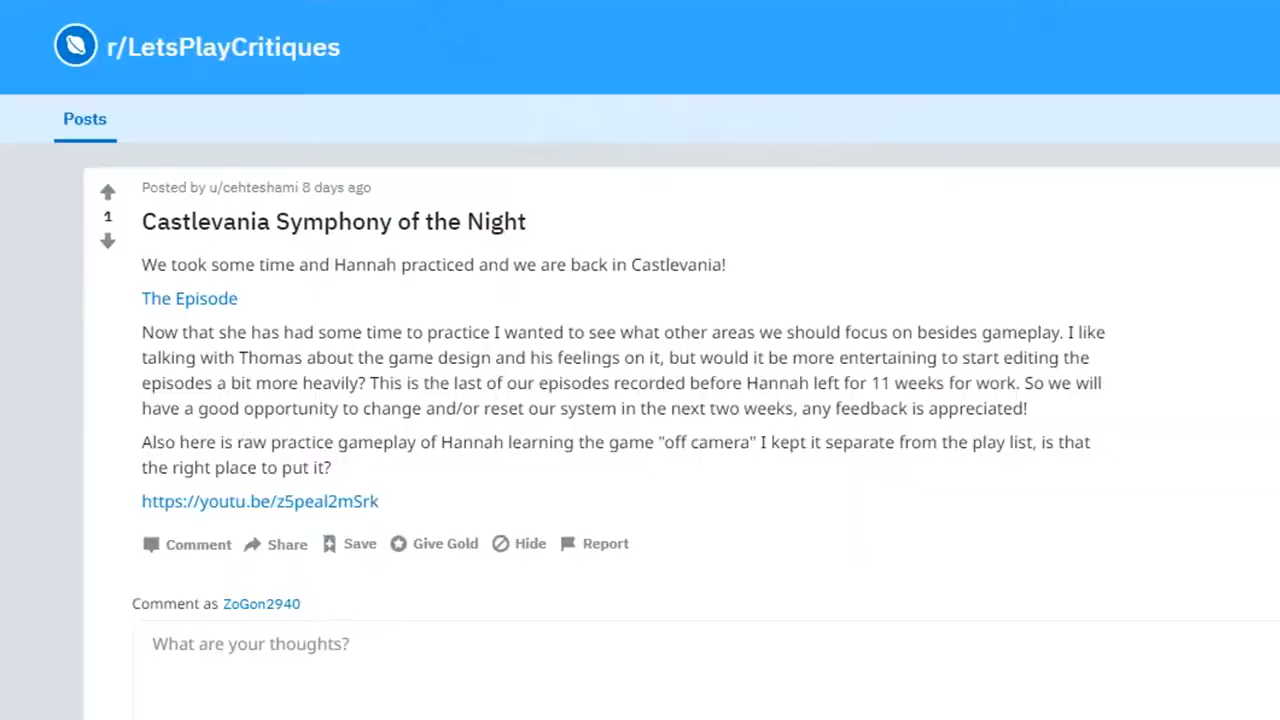 r/LetsPlayCritiques
Posts
Posted by u/cehteshami 8 days ago
1
Castlevania Symphony of the Night
We took some time and Hannah practiced and we are back in Castlevania!
The Episode
Now that she has had some time to practice I wanted to see what other areas we should focus on besides gameplay. I like
talking with Thomas about the game design and his feelings on it, but would it be more entertaining to start editing the
episodes a bit more heavily? This is the last of our episodes recorded before Hannah left for 11 weeks for work. So we will
have a good opportunity to change and/or reset our system in the next two weeks, any feedback is appreciated!
Also here is raw practice gameplay of Hannah learning the game "off camera" I kept it separate from the play list, is that
the right place to put it?
https://youtu.be/z5peal2mSrk
Comment Share Save Give Gold Hide Report
Comment as ZoGon2940
What are your thoughts?